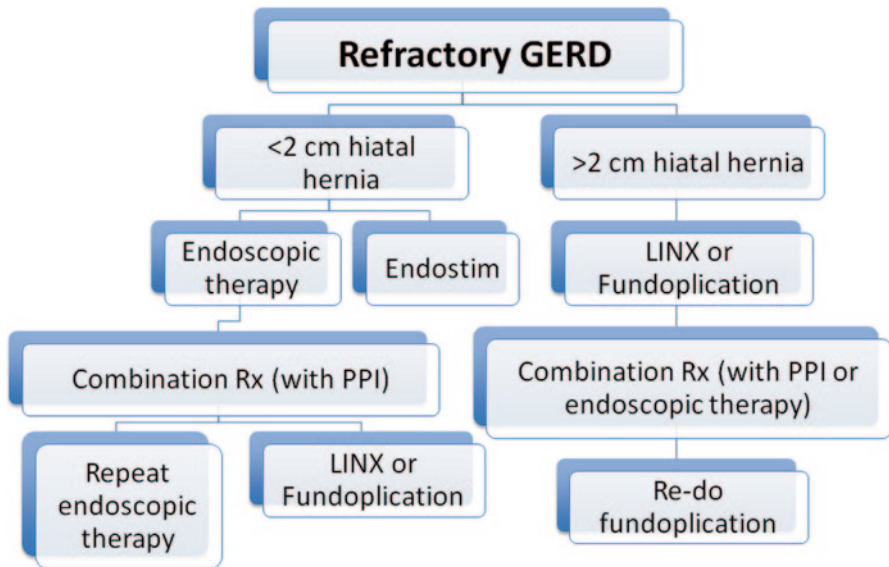 Refractory GERD
<2 cm hiatal
hernia
>2 cm hiatal hernia
Endoscopic
therapy
Endostim
LINX or
Fundoplication
Combination Rx (with PPI)
Combination Rx (with PPI or
endoscopic therapy)
Repeat
endoscopic
therapy
LINX or
Fundoplication
Re-do
fundoplication